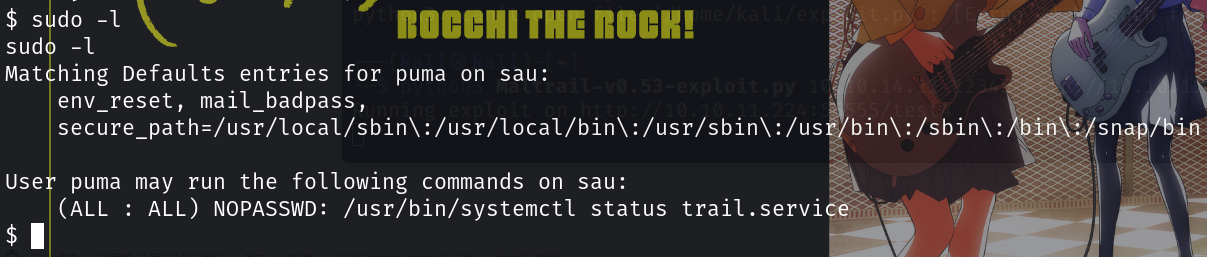 $ sudo -l
BOCCHI THE ROCK!
sudo -l
Matching Defaults entries for puma on sau:
    env_reset, mail_badpass,
    secure_path=/usr/local/sbin\:/usr/local/bin\:/usr/sbin\:/usr/bin\:/sbin\:/bin\:/snap/bin

User puma may run the following commands on sau:
    (ALL : ALL) NOPASSWD: /usr/bin/systemctl status trail.service
$